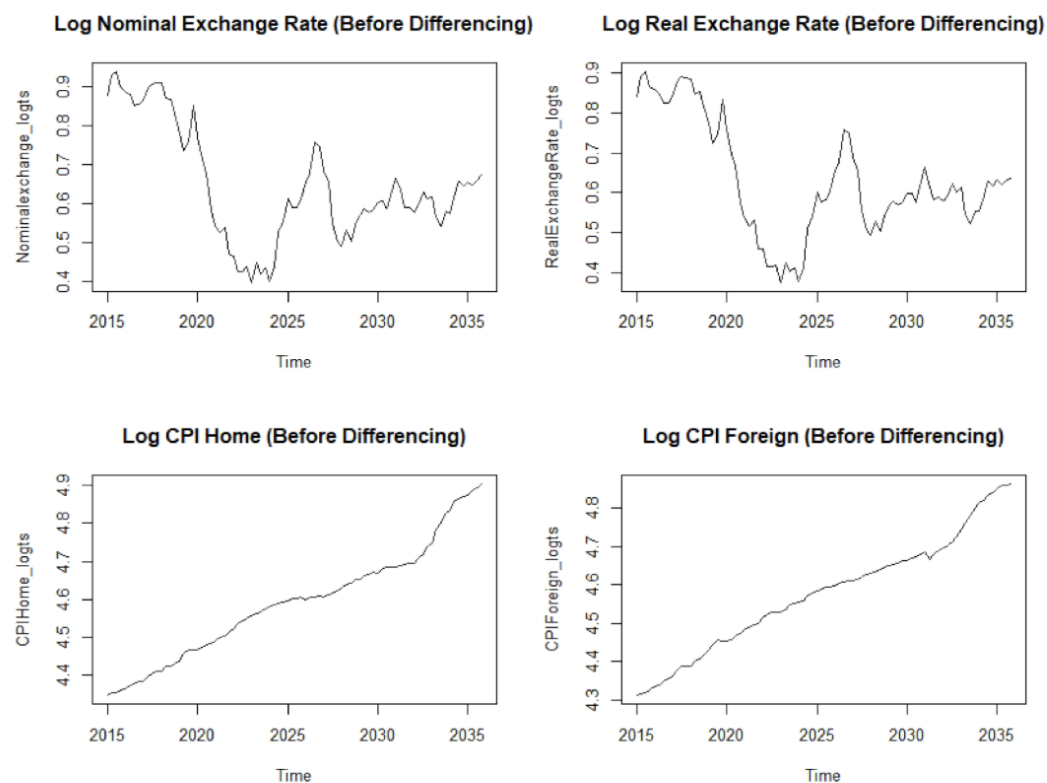 Log Nominal Exchange Rate (Before Differencing)
Nominalexchange_logts
0.9
0.8
0.7
0.6
0.5
0.4
2015 2020 2025 2030 2035
Time
Log Real Exchange Rate (Before Differencing)
RealExchangeRate_logts
0.9
0.8
0.7
0.6
0.5
0.4
2015 2020 2025 2030 2035
Time
Log CPI Home (Before Differencing)
CPIHome_logts
4.9
4.8
4.7
4.6
4.5
4.4
2015 2020 2025 2030 2035
Time
Log CPI Foreign (Before Differencing)
CPIForeign_logts
4.8
4.7
4.6
4.5
4.4
4.3
2015 2020 2025 2030 2035
Time